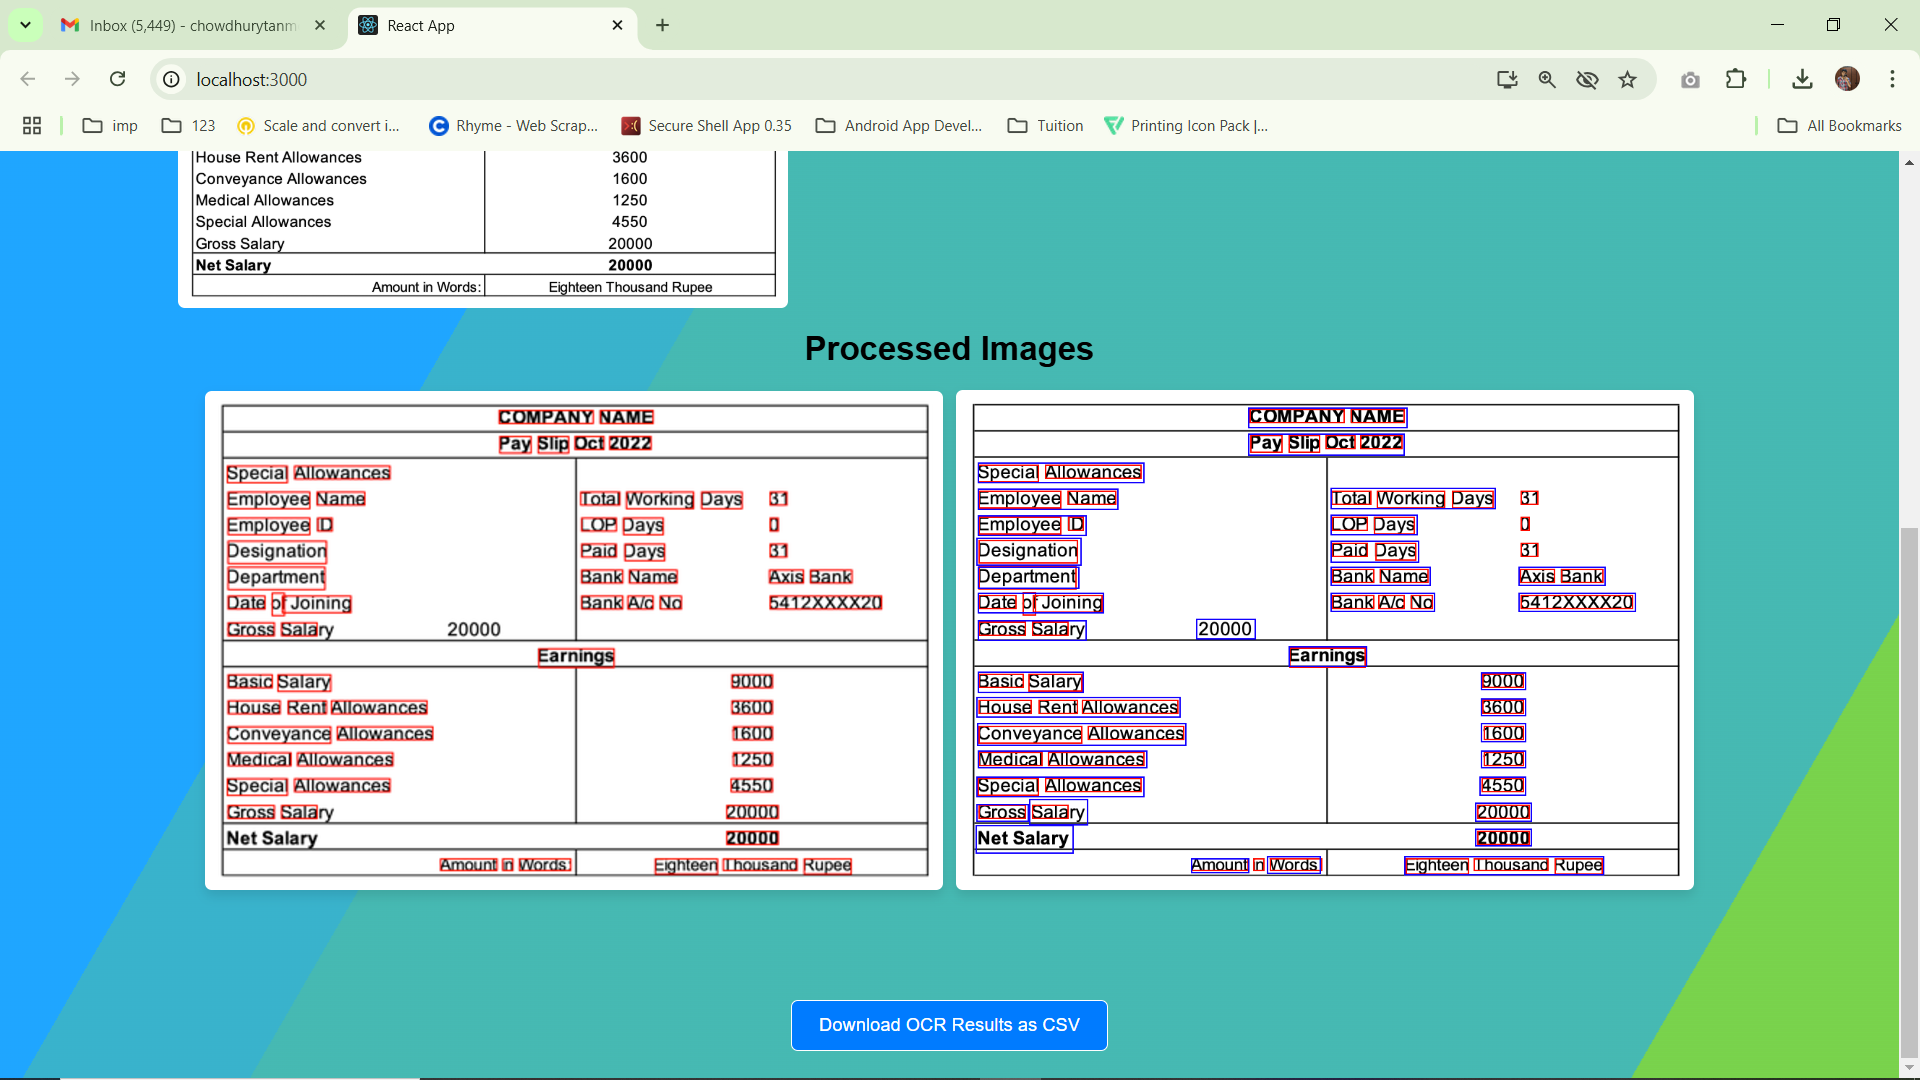 Inbox (5,449) - chowdhurytanm
React App
localhost:3000
imp
123
Scale and convert i...
Rhyme - Web Scrap...
Secure Shell App 0.35
Android App Devel...
Tuition
Printing Icon Pack |...
All Bookmarks
House Rent Allowances 3600
Conveyance Allowances 1600
Medical Allowances 1250
Special Allowances 4550
Gross Salary 20000
Net Salary 20000
Amount in Words: Eighteen Thousand Rupee
Processed Images
COMPANY NAME
Pay Slip Oct 2022
Special Allowances
Employee Name Total Working Days 31
Employee ID LOP Days 0
Designation Paid Days 31
Department Bank Name Axis Bank
Date of Joining Bank A/c No 5412XXXX20
Gross Salary 20000
Earnings
Basic Salary 9000
House Rent Allowances 3600
Conveyance Allowances 1600
Medical Allowances 1250
Special Allowances 4550
Gross Salary 20000
Net Salary 20000
Amount in Words: Eighteen Thousand Rupee
COMPANY NAME
Pay Slip Oct 2022
Special Allowances
Employee Name Total Working Days 31
Employee ID LOP Days 0
Designation Paid Days 31
Department Bank Name Axis Bank
Date of Joining Bank A/c No 5412XXXX20
Gross Salary 20000
Earnings
Basic Salary 9000
House Rent Allowances 3600
Conveyance Allowances 1600
Medical Allowances 1250
Special Allowances 4550
Gross Salary 20000
Net Salary 20000
Amount in Words: Eighteen Thousand Rupee
Download OCR Results as CSV